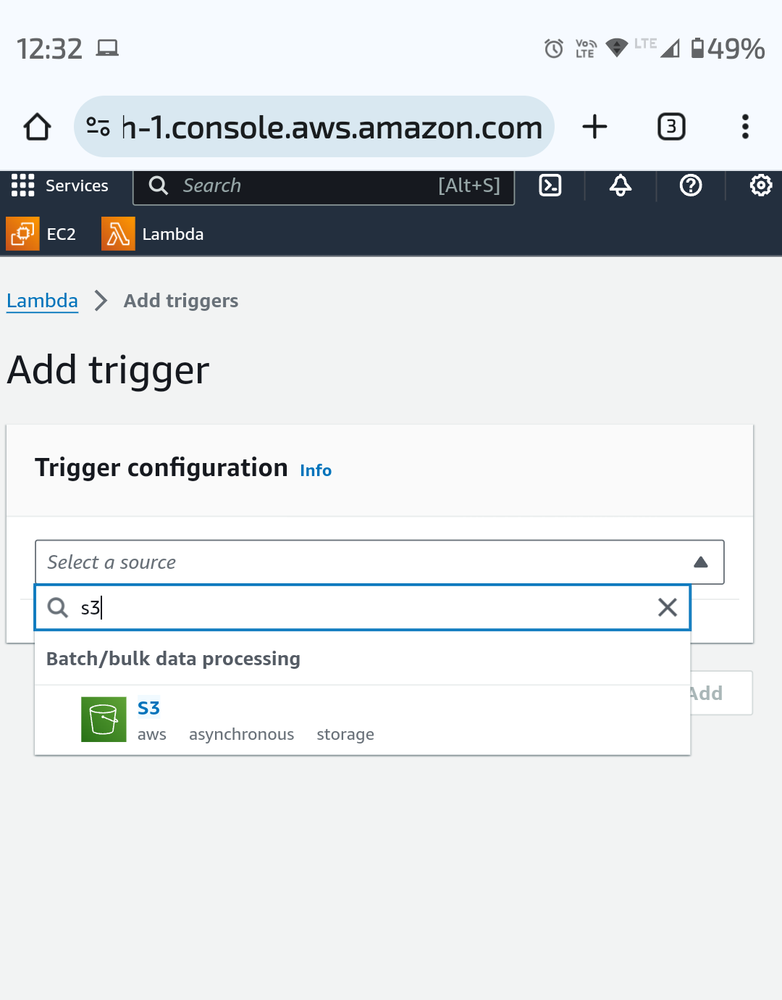 12:32 Vo LTE LTE 49%
h-1.console.aws.amazon.com 3
Services Search [Alt+S]
EC2 Lambda
Lambda Add triggers
Add trigger
Trigger configuration Info
Select a source
s3
Batch/bulk data processing
S3
Add
aws asynchronous storage